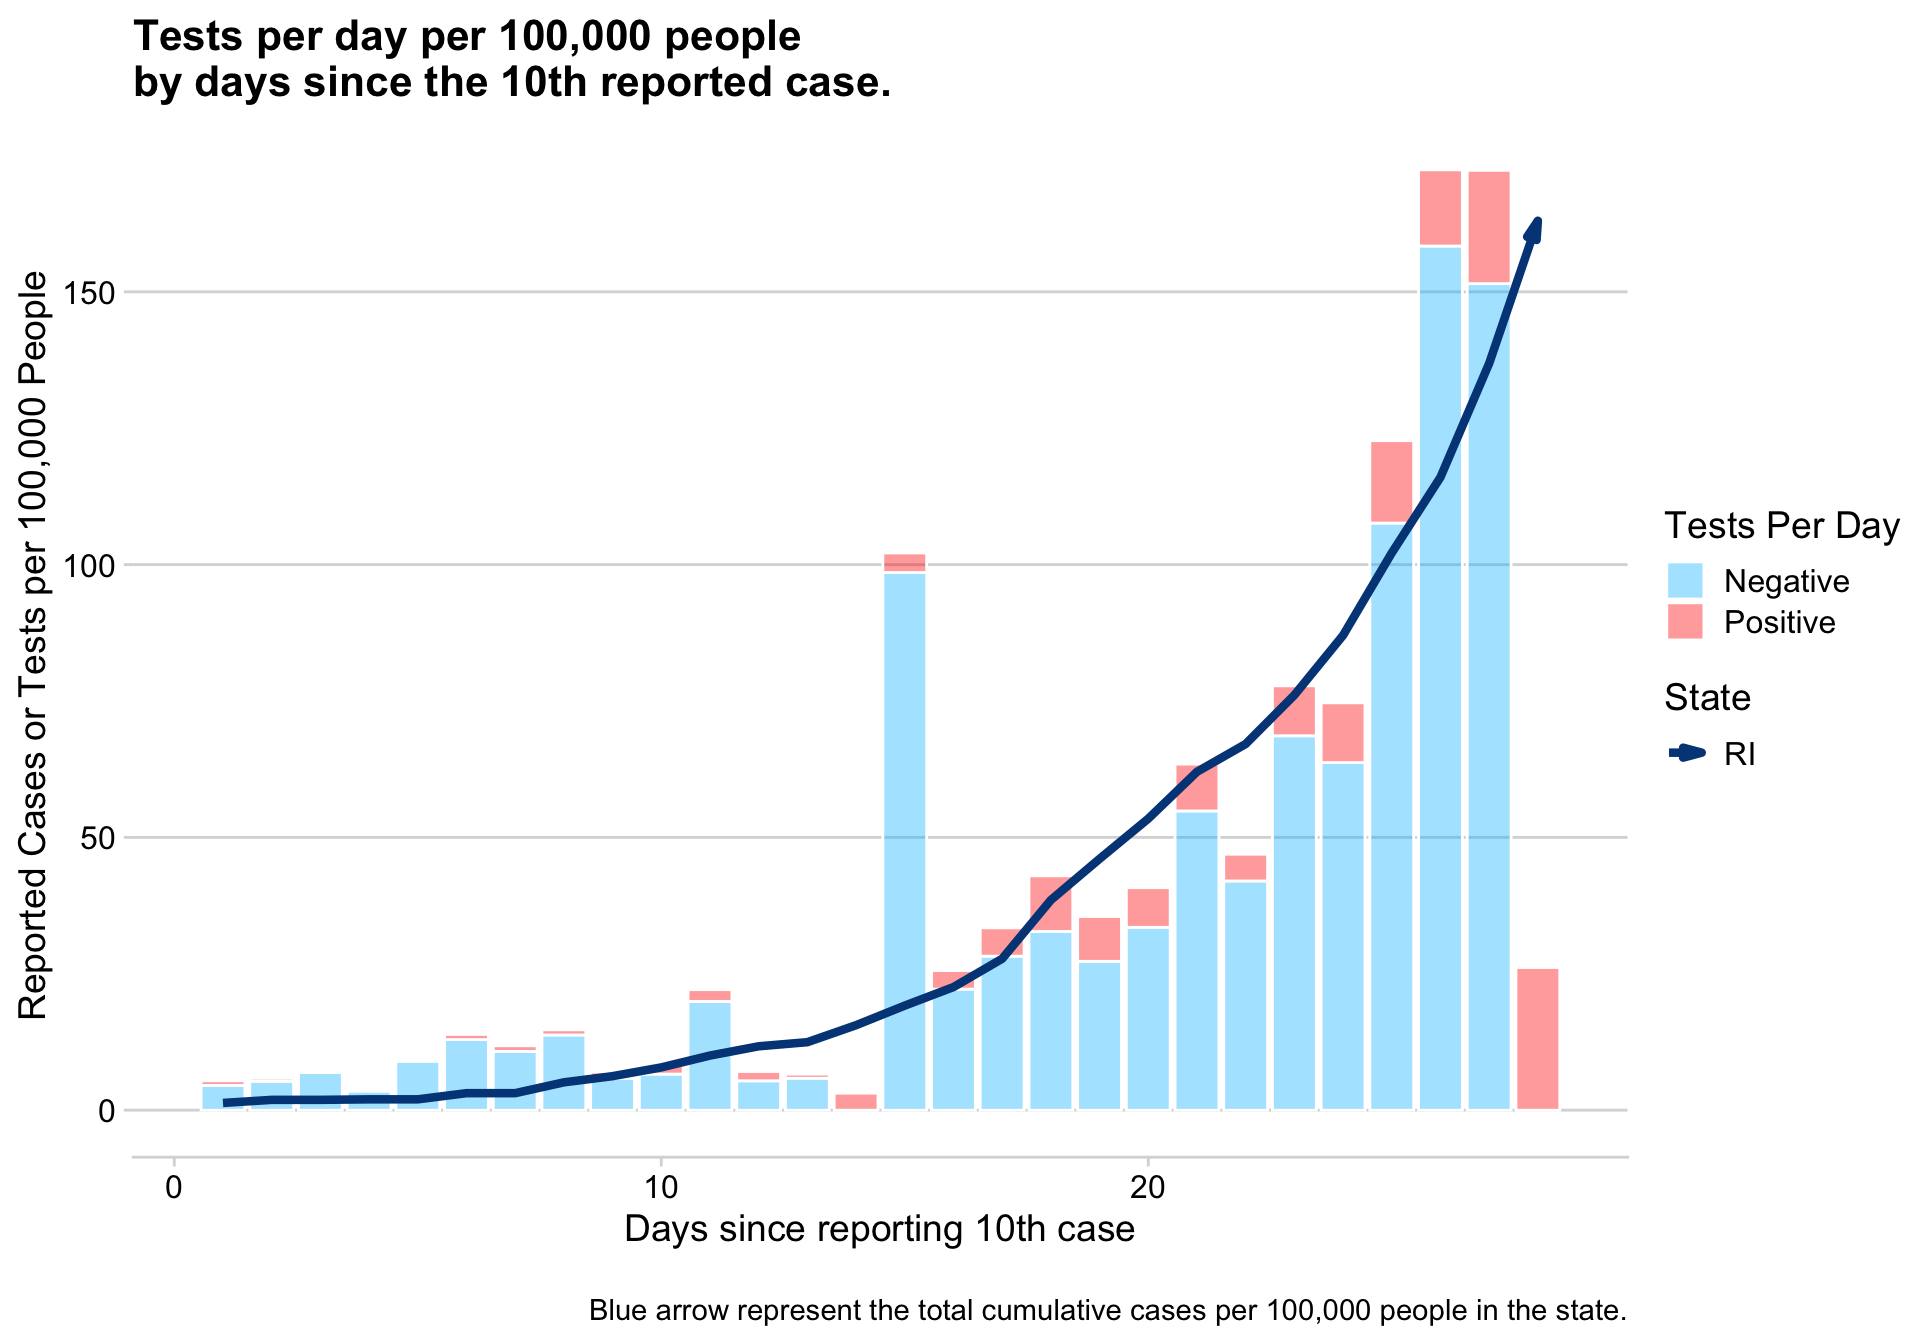 Tests per day per 100,000 people
by days since the 10th reported case.
Reported Cases or Tests per 100,000 People
150
100
50
0
0
10
20
Days since reporting 10th case
Tests Per Day
Negative
Positive
State
RI
Blue arrow represent the total cumulative cases per 100,000 people in the state.